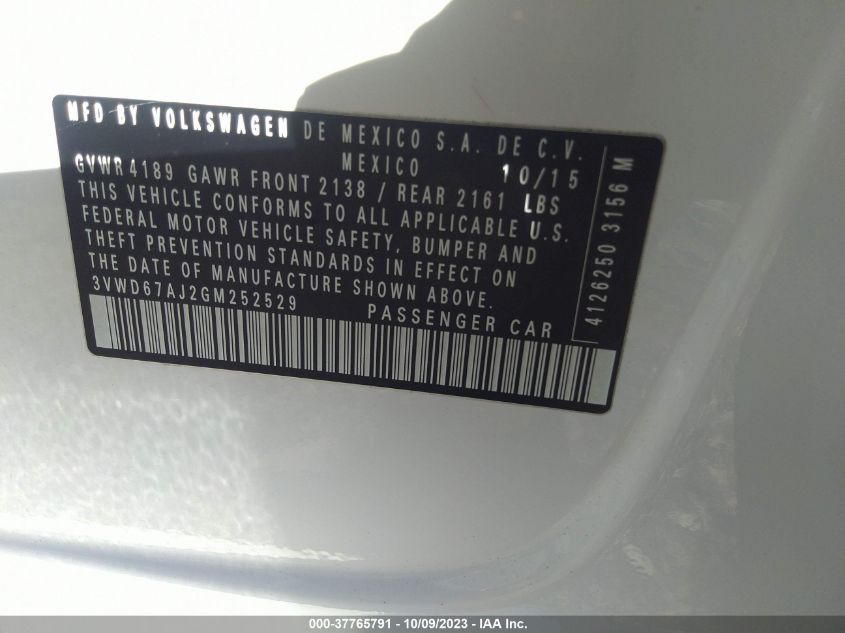 MFD BY VOLKSWAGEN DE MEXICO S.A. DE C.V.
MEXICO 10/15
GVWR 4189 GAWR FRONT 2138 / REAR 2161 LBS
THIS VEHICLE CONFORMS TO ALL APPLICABLE U.S.
FEDERAL MOTOR VEHICLE SAFETY, BUMPER AND
THEFT PREVENTION STANDARDS IN EFFECT ON
THE DATE OF MANUFACTURE SHOWN ABOVE.
3VWD67AJ2GM252529 PASSENGER CAR
4126250 3156 M
000-37765791 - 10/09/2023 - IAA Inc.